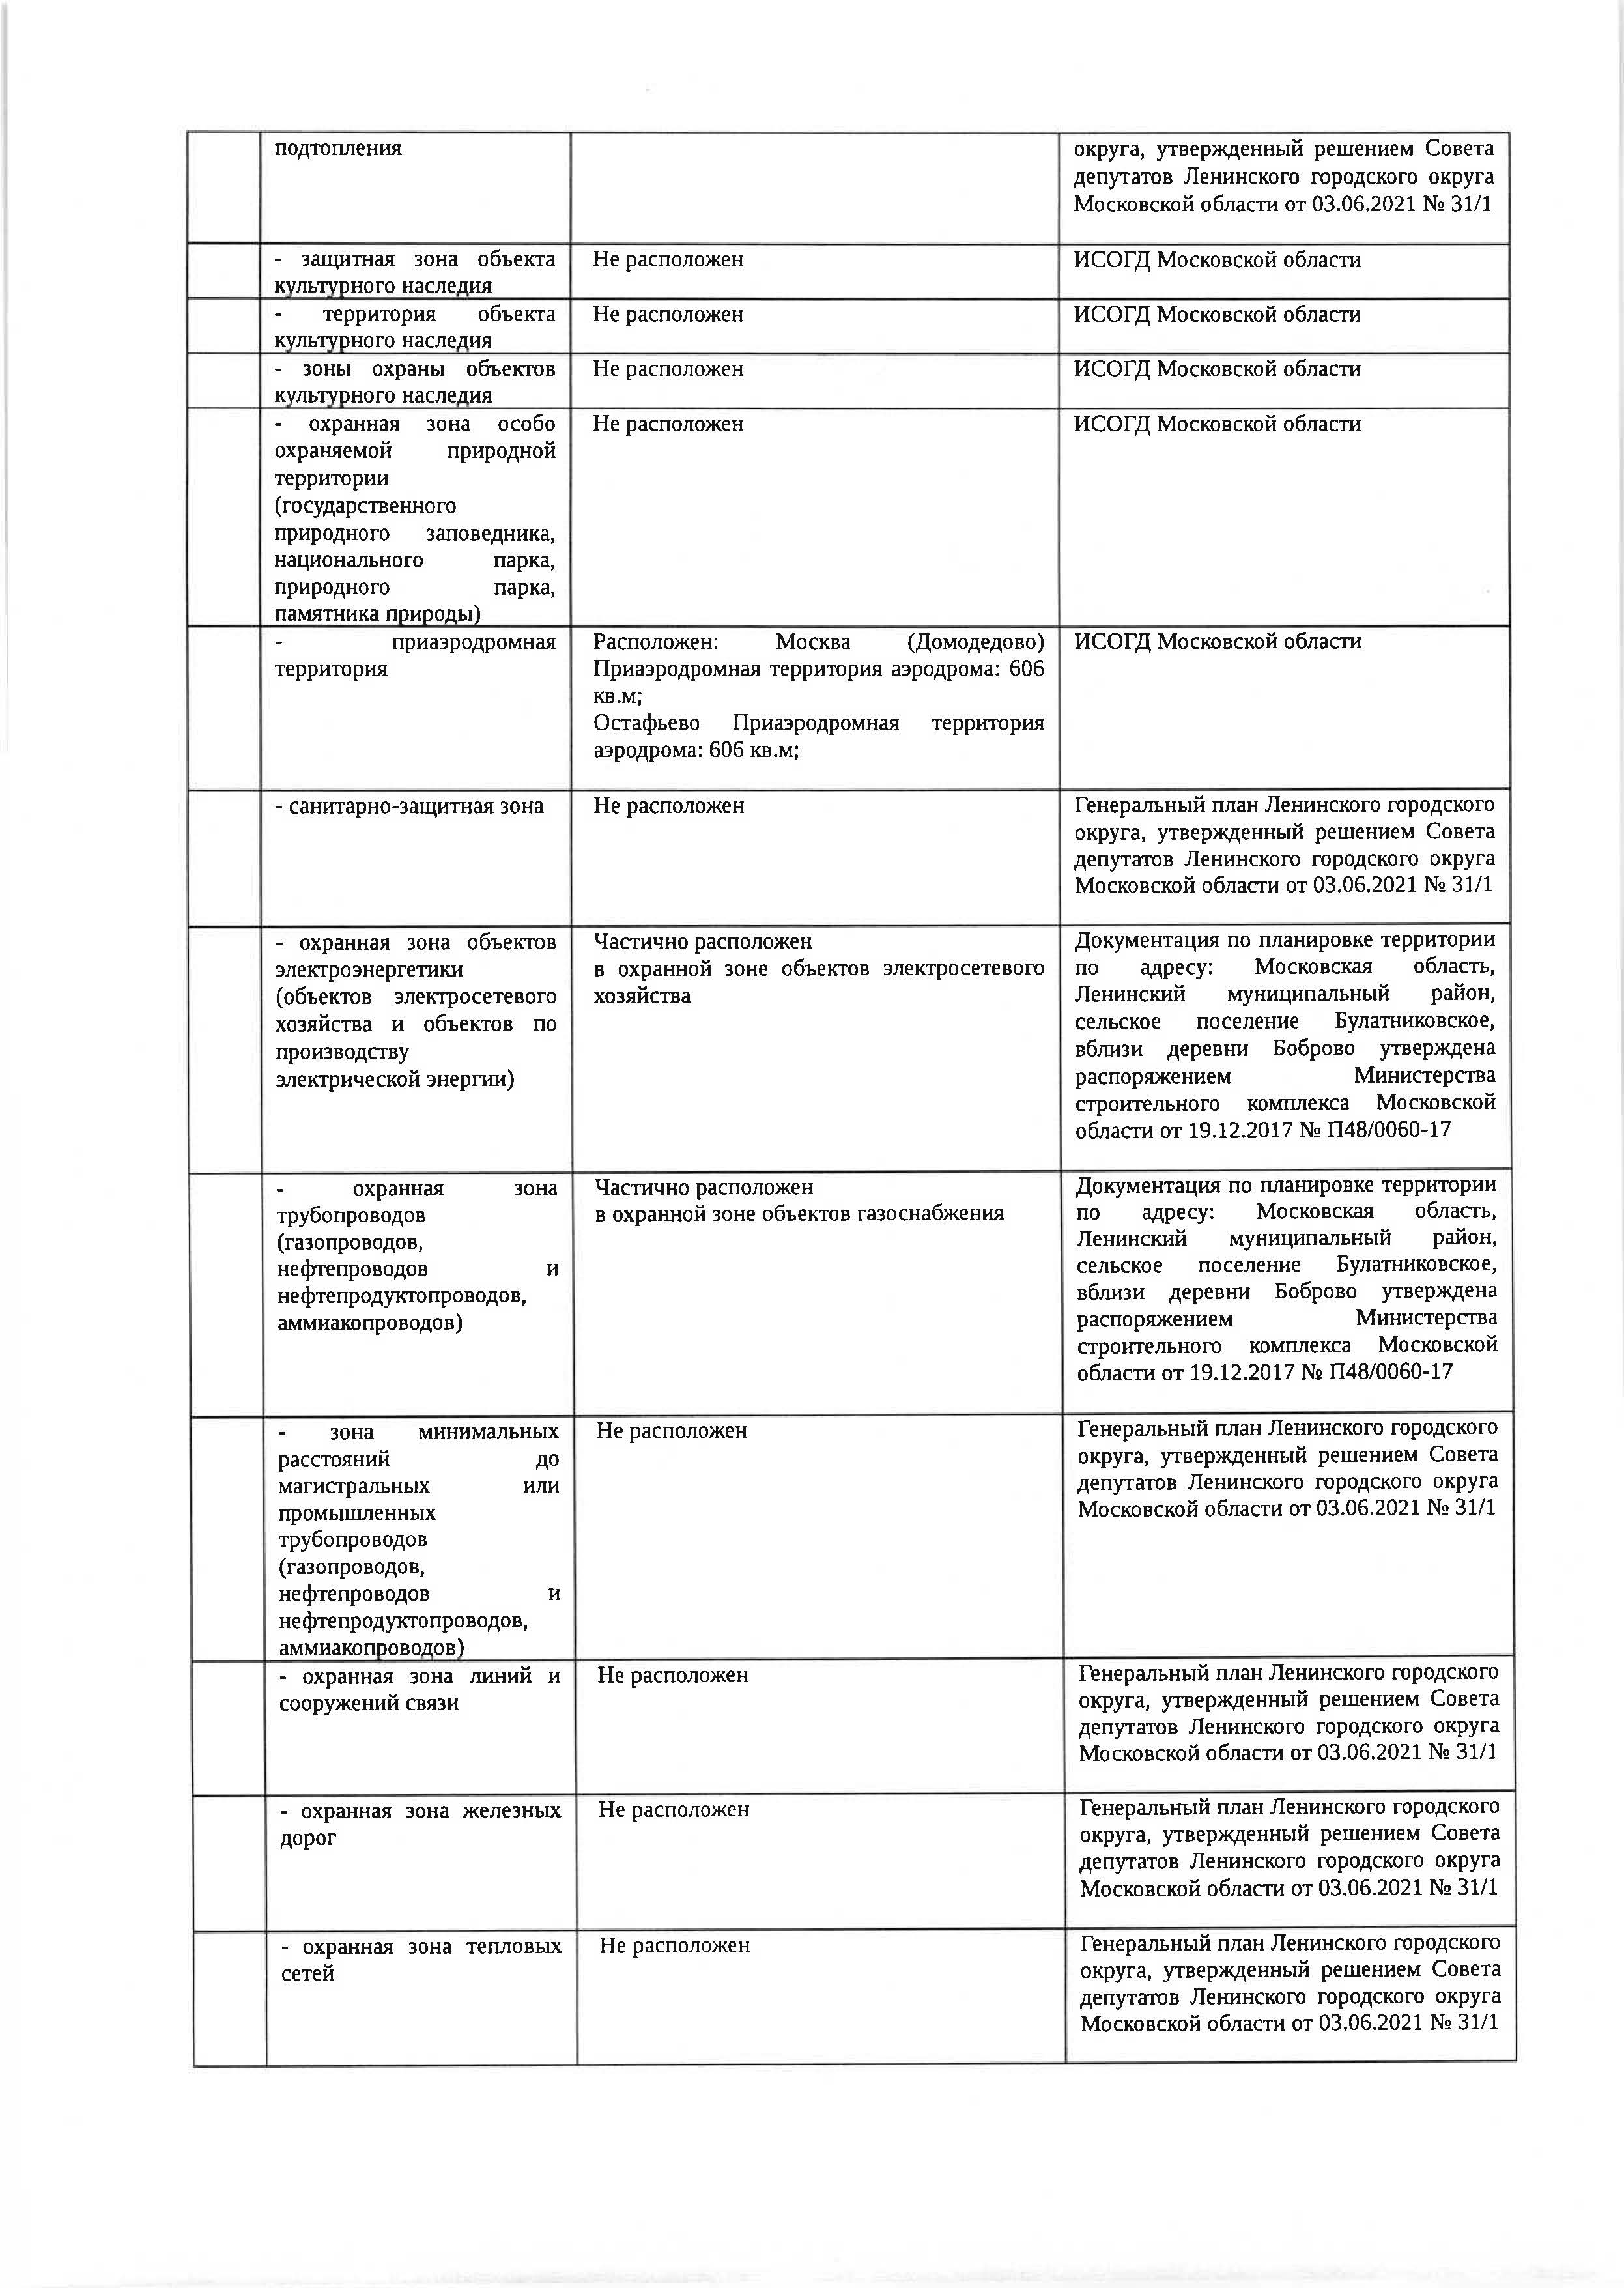 подтопления
округа, утвержденный решением Совета
депутатов Ленинского городского округа
Московской области от 03.06.2021 № 31/1
- защитная зона объекта
культурного наследия
Не расположен
ИСОГД Московской области
- территория объекта
культурного наследия
Не расположен
ИСОГД Московской области
- зоны охраны объектов
культурного наследия
Не расположен
ИСОГД Московской области
- охранная зона особо
охраняемой природной
территории
(государственного
природного заповедника,
национального парка,
природного парка,
памятника природы)
Не расположен
ИСОГД Московской области
- приаэродромная
территория
Расположен: Москва (Домодедово)
Приаэродромная территория аэродрома: 606
кв.м;
Остафьево Приаэродромная территория
аэродрома: 606 кв.м;
ИСОГД Московской области
- санитарно-защитная зона
Не расположен
Генеральный план Ленинского городского
округа, утвержденный решением Совета
депутатов Ленинского городского округа
Московской области от 03.06.2021 № 31/1
- охранная зона объектов
электроэнергетики
(объектов электросетевого
хозяйства и объектов по
производству
электрической энергии)
Частично расположен
в охранной зоне объектов электросетевого
хозяйства
Документация по планировке территории
по адресу: Московская область,
Ленинский муниципальный район,
сельское поселение Булатниковское,
вблизи деревни Боброво утверждена
распоряжением Министерства
строительного комплекса Московской
области от 19.12.2017 № П48/0060-17
- охранная зона
трубопроводов
(газопроводов,
нефтепроводов и
нефтепродуктопроводов,
аммиакопроводов)
Частично расположен
в охранной зоне объектов газоснабжения
Документация по планировке территории
по адресу: Московская область,
Ленинский муниципальный район,
сельское поселение Булатниковское,
вблизи деревни Боброво утверждена
распоряжением Министерства
строительного комплекса Московской
области от 19.12.2017 № П48/0060-17
- зона минимальных
расстояний до
магистральных или
промышленных
трубопроводов
(газопроводов,
нефтепроводов и
нефтепродуктопроводов,
аммиакопроводов)
Не расположен
Генеральный план Ленинского городского
округа, утвержденный решением Совета
депутатов Ленинского городского округа
Московской области от 03.06.2021 № 31/1
- охранная зона линий и
сооружений связи
Не расположен
Генеральный план Ленинского городского
округа, утвержденный решением Совета
депутатов Ленинского городского округа
Московской области от 03.06.2021 № 31/1
- охранная зона железных
дорог
Не расположен
Генеральный план Ленинского городского
округа, утвержденный решением Совета
депутатов Ленинского городского округа
Московской области от 03.06.2021 № 31/1
- охранная зона тепловых
сетей
Не расположен
Генеральный план Ленинского городского
округа, утвержденный решением Совета
депутатов Ленинского городского округа
Московской области от 03.06.2021 № 31/1